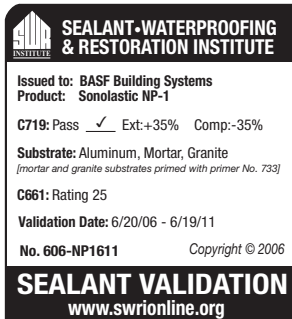 SWR
INSTITUTE
SEALANT•WATERPROOFING
& RESTORATION INSTITUTE
Issued to: BASF Building Systems
Product: Sonolastic NP-1
C719: Pass ✓ Ext:+35% Comp:-35%
Substrate: Aluminum, Mortar, Granite
[mortar and granite substrates primed with primer No. 733]
C661: Rating 25
Validation Date: 6/20/06 - 6/19/11
No. 606-NP1611 Copyright © 2006
SEALANT VALIDATION
www.swrionline.org